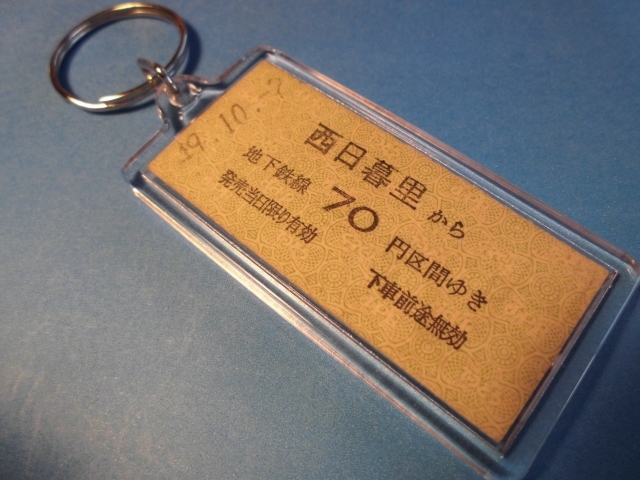 49.10.-2
西日暮里から
地下鉄線 70 円区間ゆき
発売当日限り有効
下車前途無効